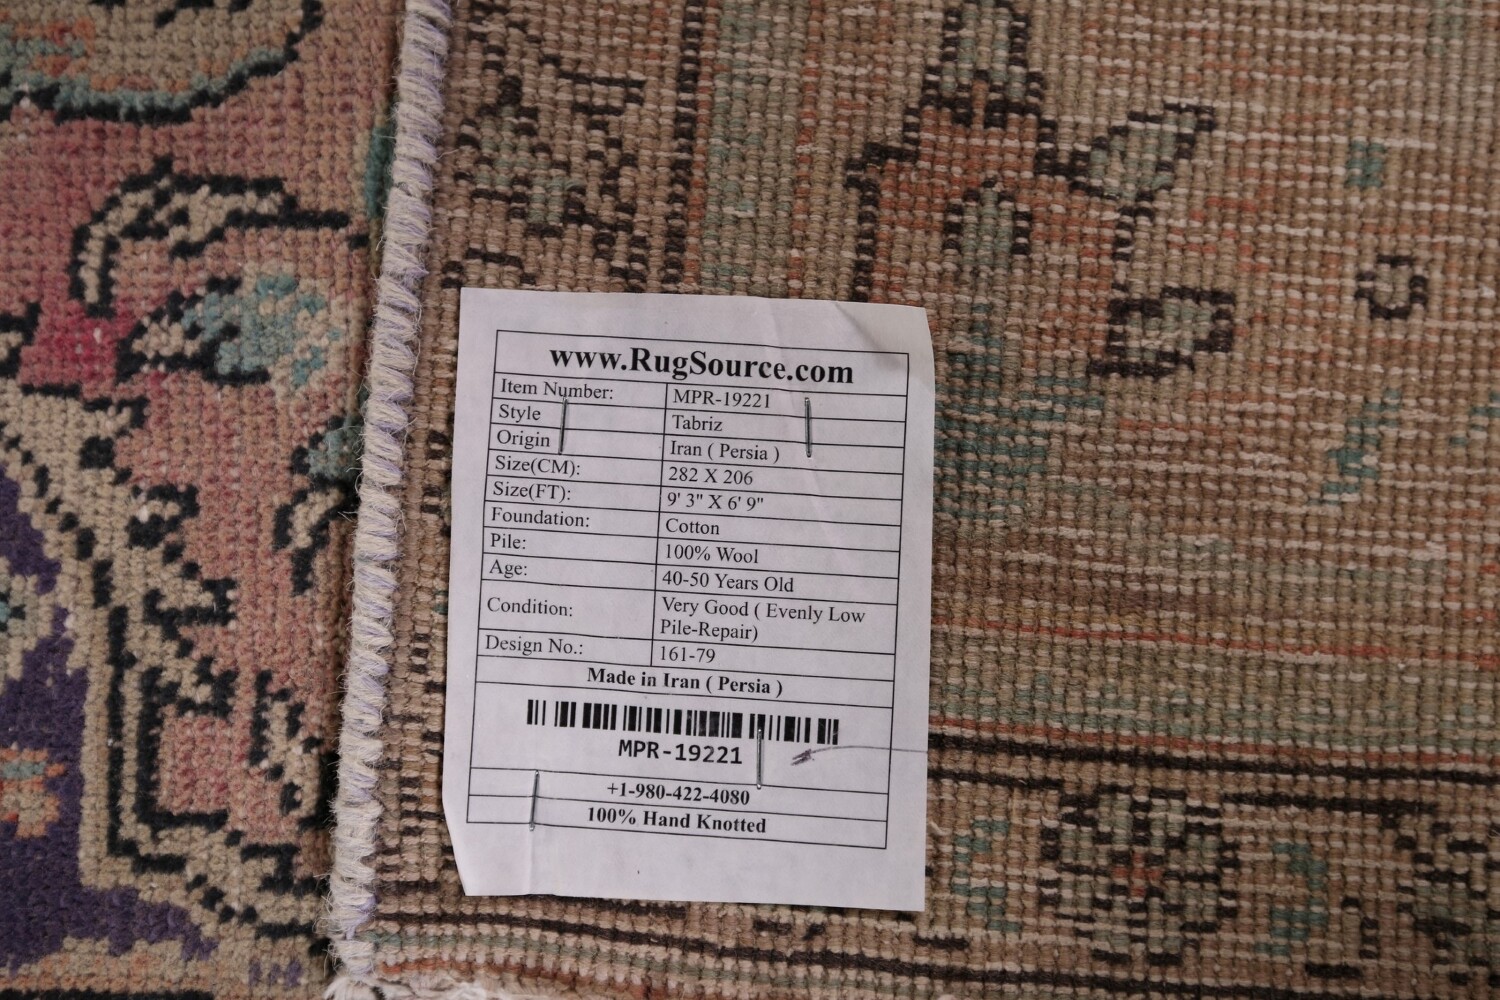 www.RugSource.com
Item Number: MPR-19221
Style Tabriz
Origin Iran ( Persia )
Size(CM): 282 X 206
Size(FT): 9' 3" X 6' 9"
Foundation: Cotton
Pile: 100% Wool
Age: 40-50 Years Old
Condition: Very Good ( Evenly Low
Pile-Repair)
Design No.: 161-79
Made in Iran ( Persia )
MPR-19221
+1-980-422-4080
100% Hand Knotted